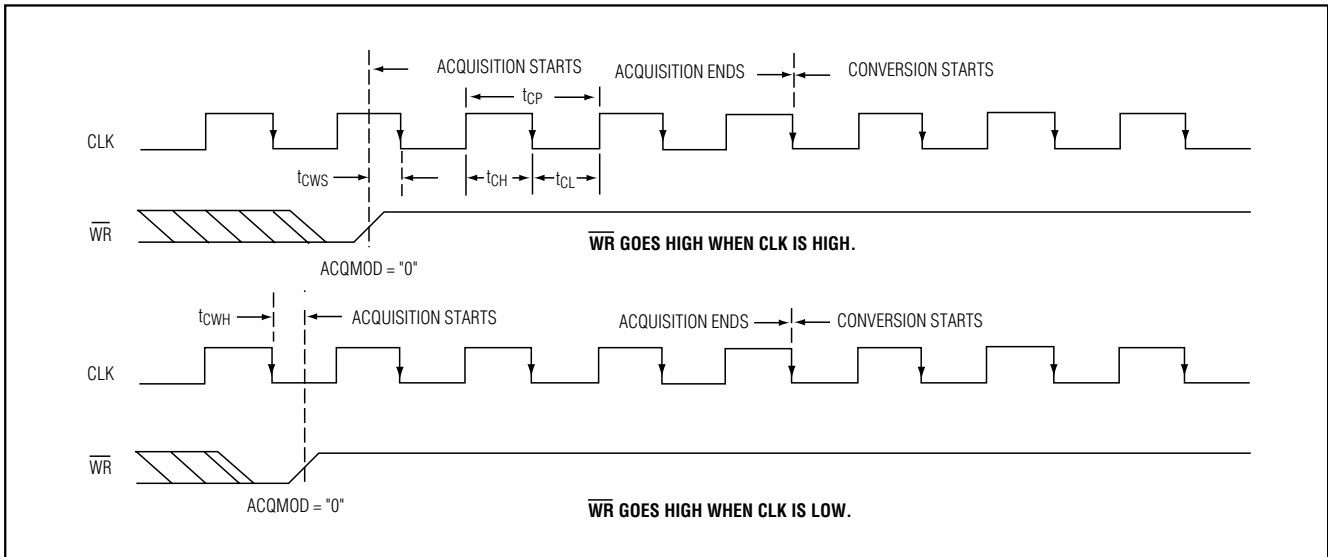 ACQUISITION STARTS ACQUISITION ENDS CONVERSION STARTS
tCP
CLK
tCWS tCH tCL
WR
WR GOES HIGH WHEN CLK IS HIGH.
ACQMOD = "0"
tCWH ACQUISITION STARTS ACQUISITION ENDS CONVERSION STARTS
CLK
WR
ACQMOD = "0"
WR GOES HIGH WHEN CLK IS LOW.